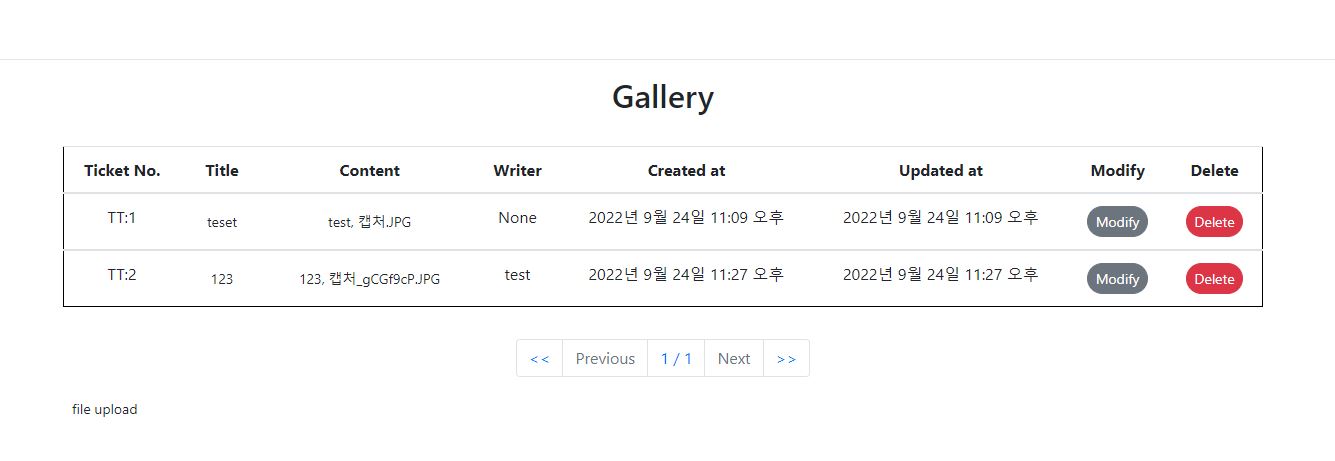 Gallery
Ticket No. Title Content Writer Created at Updated at Modify Delete
TT:1 teset test, 캡처.JPG None 2022년 9월 24일 11:09 오후 2022년 9월 24일 11:09 오후 Modify Delete
TT:2 123 123, 캡처_gCGf9cP.JPG test 2022년 9월 24일 11:27 오후 2022년 9월 24일 11:27 오후 Modify Delete
<< Previous 1 / 1 Next >>
file upload